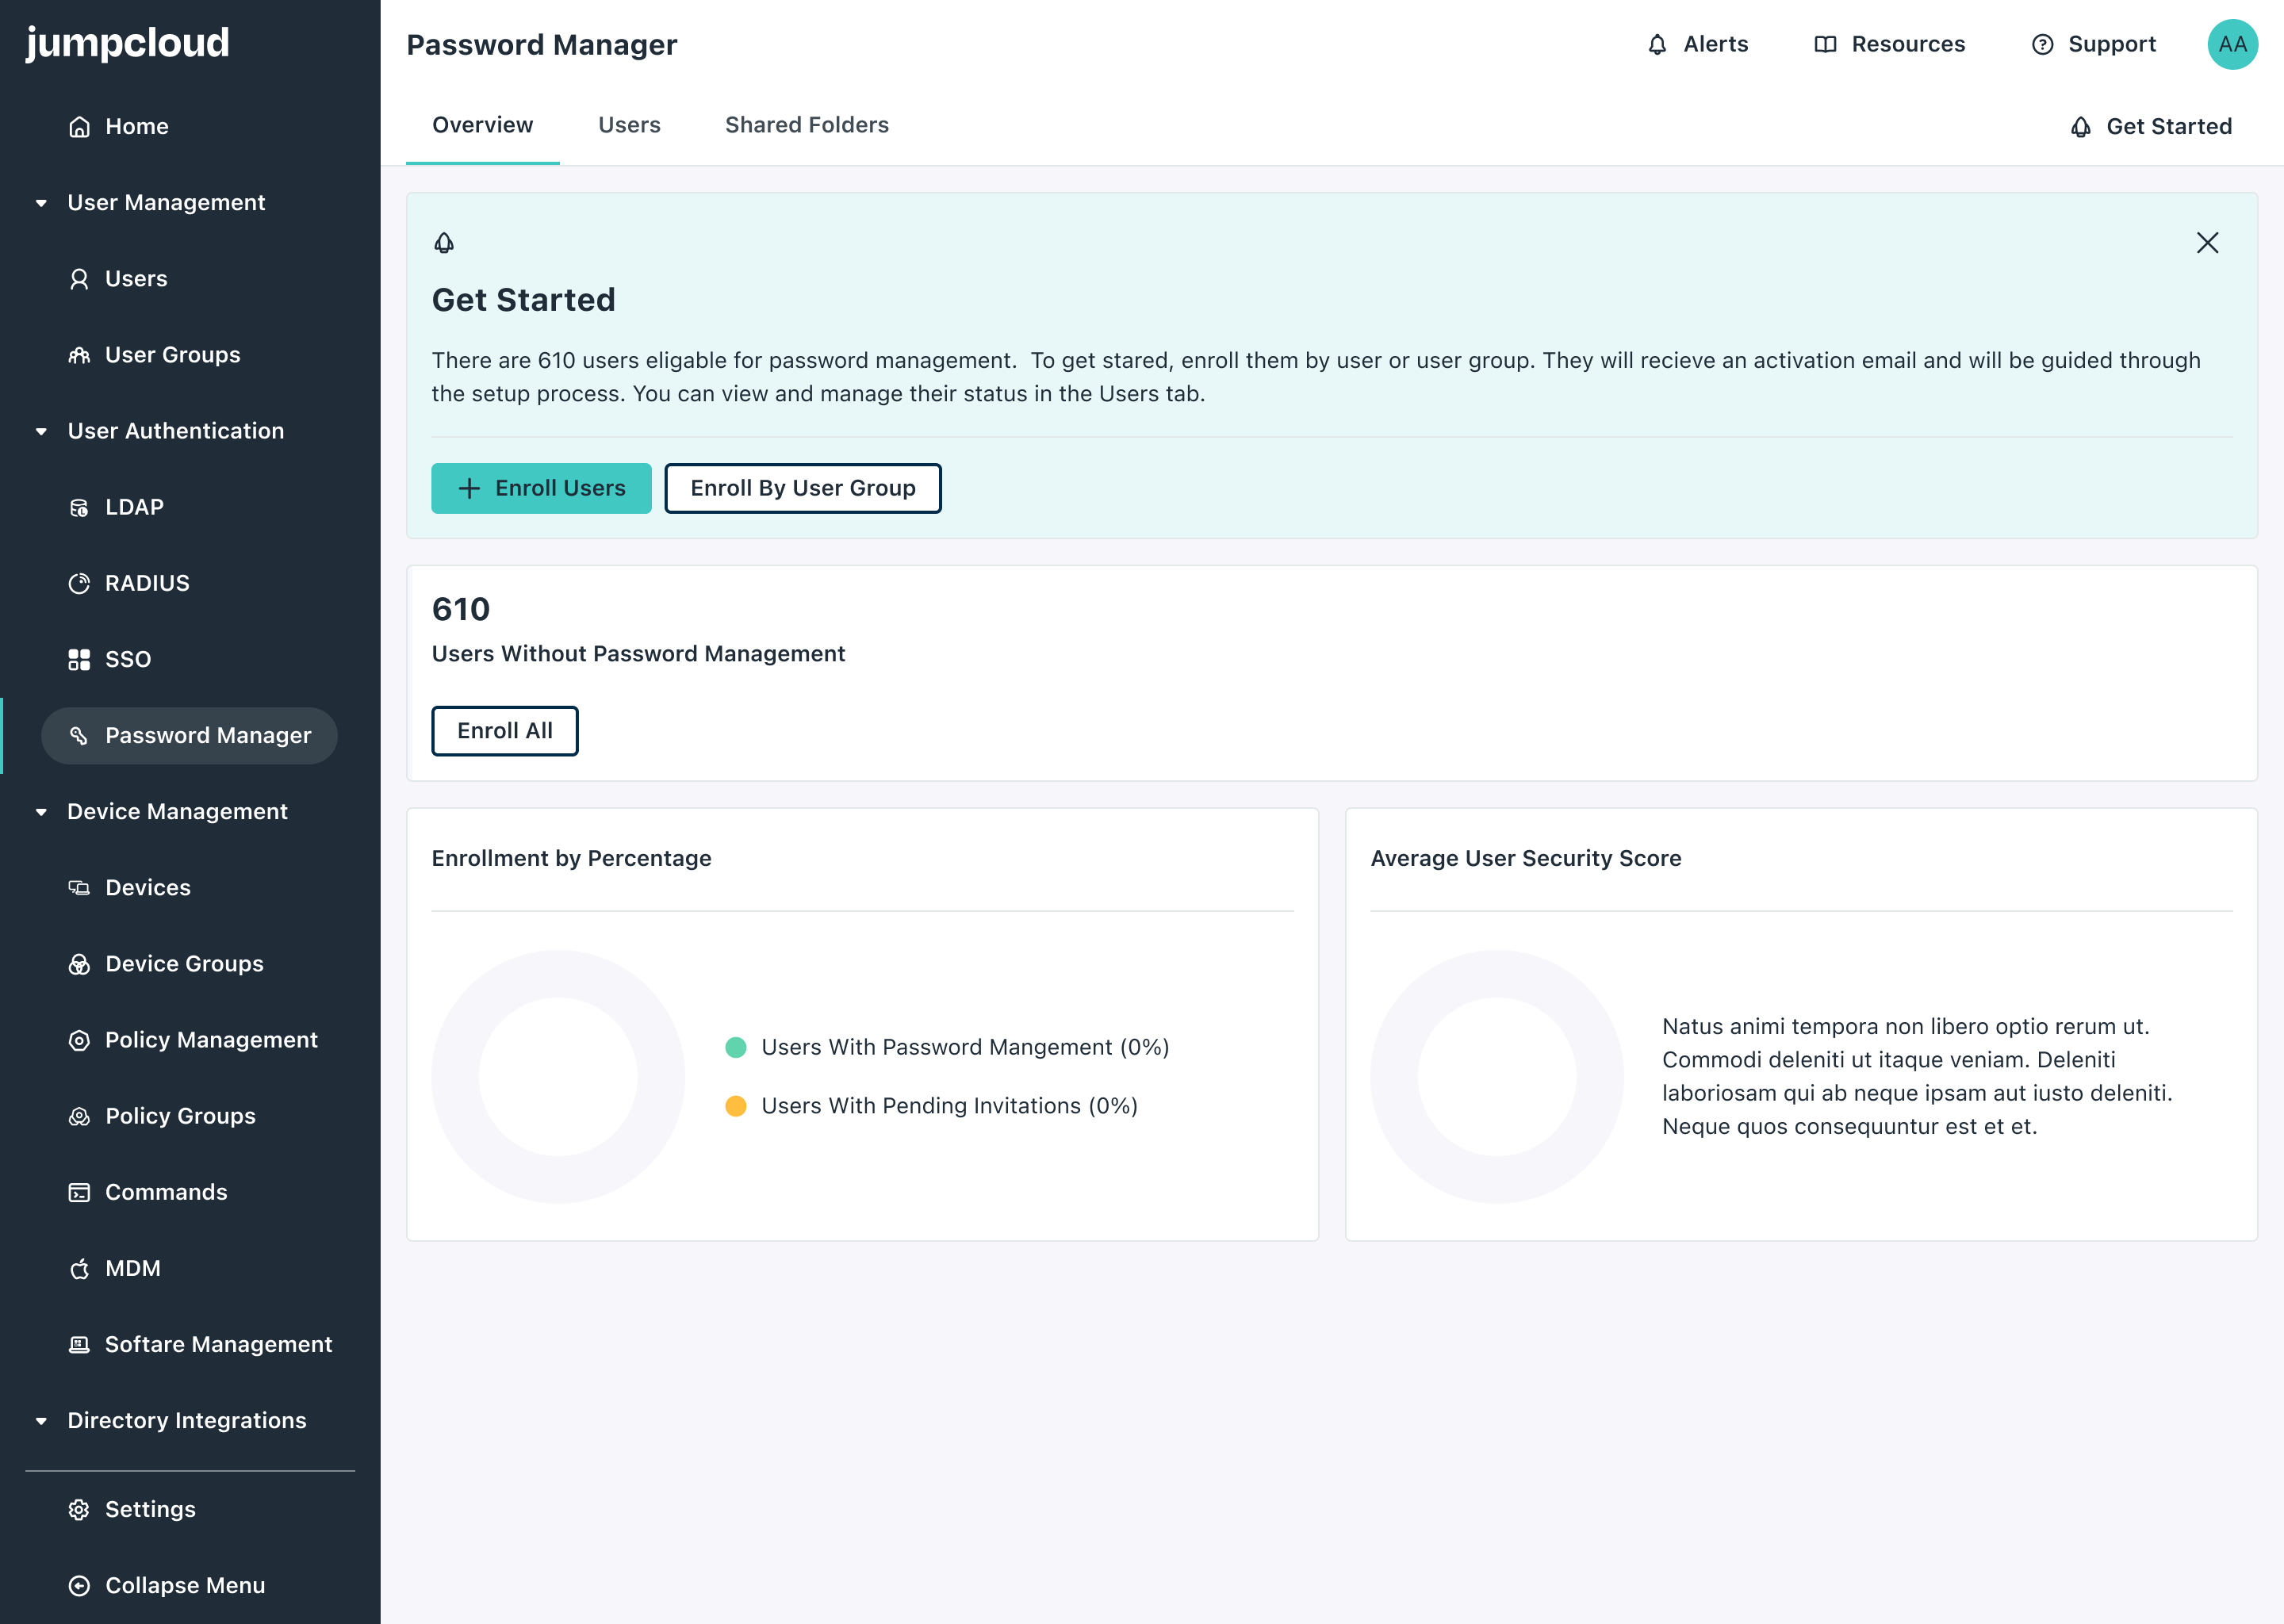 jumpcloud
Home
User Management
Users
User Groups
User Authentication
LDAP
RADIUS
SSO
Password Manager
Device Management
Devices
Device Groups
Policy Management
Policy Groups
Commands
MDM
Softare Management
Directory Integrations
Settings
Collapse Menu
Password Manager
Alerts
Resources
Support
AA
Overview
Users
Shared Folders
Get Started
Get Started
There are 610 users eligable for password management.  To get stared, enroll them by user or user group. They will recieve an activation email and will be guided through
the setup process. You can view and manage their status in the Users tab.
Enroll Users
Enroll By User Group
610
Users Without Password Management
Enroll All
Enrollment by Percentage
Users With Password Mangement (0%)
Users With Pending Invitations (0%)
Average User Security Score
Natus animi tempora non libero optio rerum ut.
Commodi deleniti ut itaque veniam. Deleniti
laboriosam qui ab neque ipsam aut iusto deleniti.
Neque quos consequuntur est et et.